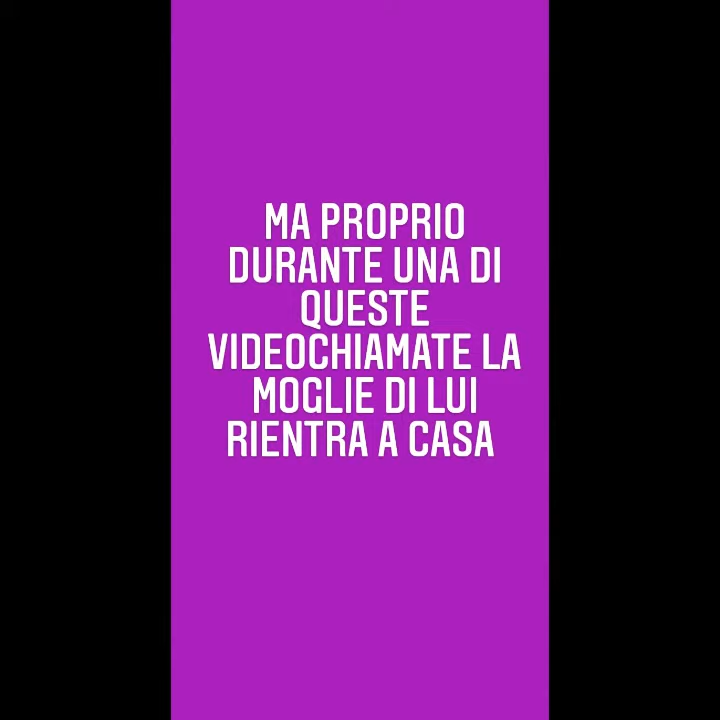 MA PROPRIO
DURANTE UNA DI
QUESTE
VIDEOCHIAMATE LA
MOGLIE DI LUI
RIENTRA A CASA